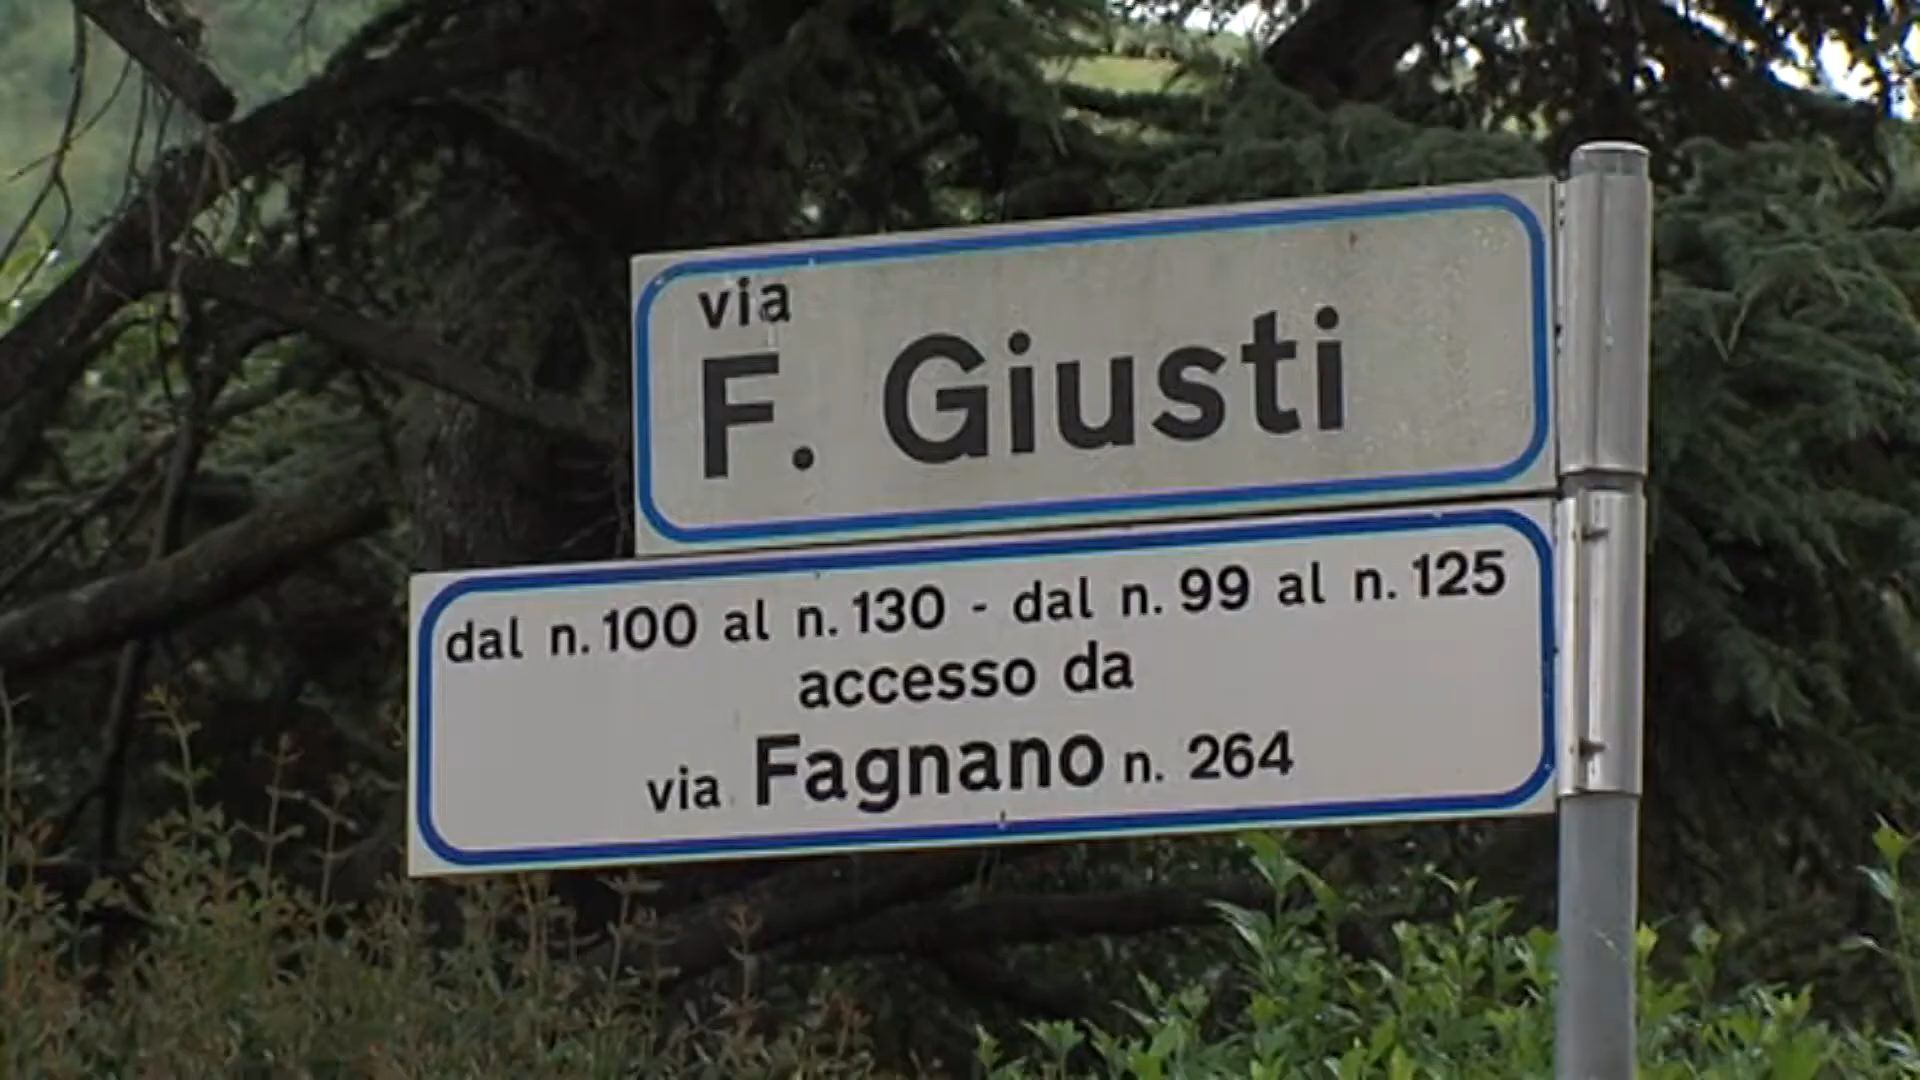 via
F. Giusti
dal n. 100 al n. 130 - dal n. 99 al n. 125
accesso da
via Fagnano n. 264